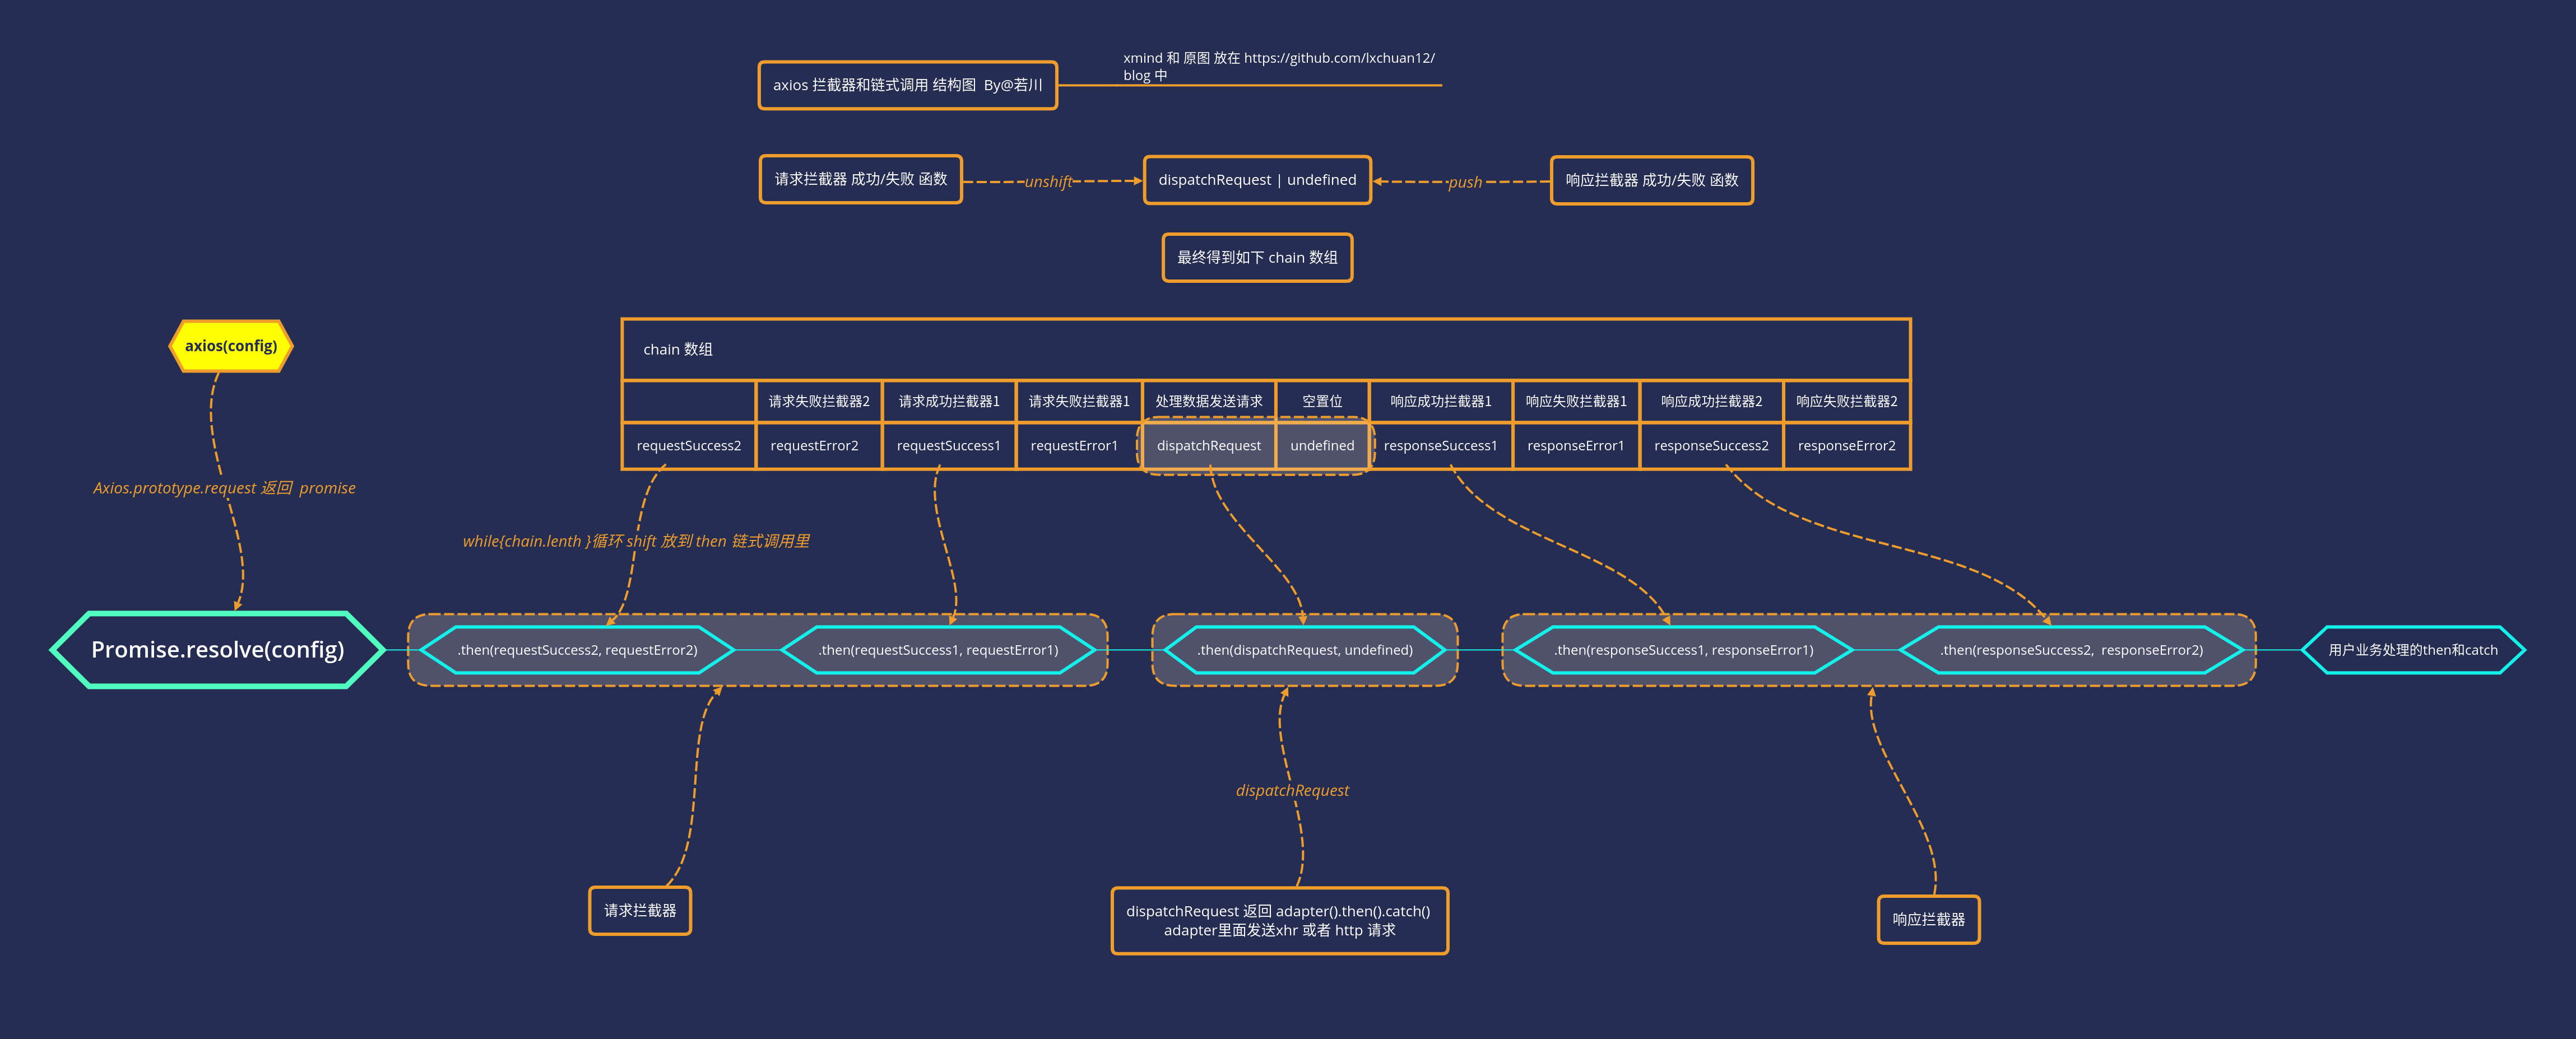 xmind 和 原图 放在 https://github.com/lxchuan12/
blog 中
axios 拦截器和链式调用 结构图  By@若川
请求拦截器 成功/失败 函数
unshift
dispatchRequest | undefined
push
响应拦截器 成功/失败 函数
最终得到如下 chain 数组
axios(config)
chain 数组
请求失败拦截器2
请求成功拦截器1
请求失败拦截器1
处理数据发送请求
空置位
响应成功拦截器1
响应失败拦截器1
响应成功拦截器2
响应失败拦截器2
requestSuccess2
requestError2
requestSuccess1
requestError1
dispatchRequest
undefined
responseSuccess1
responseError1
responseSuccess2
responseError2
Axios.prototype.request 返回  promise
while{chain.lenth }循环 shift 放到 then 链式调用里
Promise.resolve(config)
.then(requestSuccess2, requestError2)
.then(requestSuccess1, requestError1)
.then(dispatchRequest, undefined)
.then(responseSuccess1, responseError1)
.then(responseSuccess2,  responseError2)
用户业务处理的then和catch
dispatchRequest
请求拦截器
dispatchRequest 返回 adapter().then().catch()
adapter里面发送xhr 或者 http 请求
响应拦截器